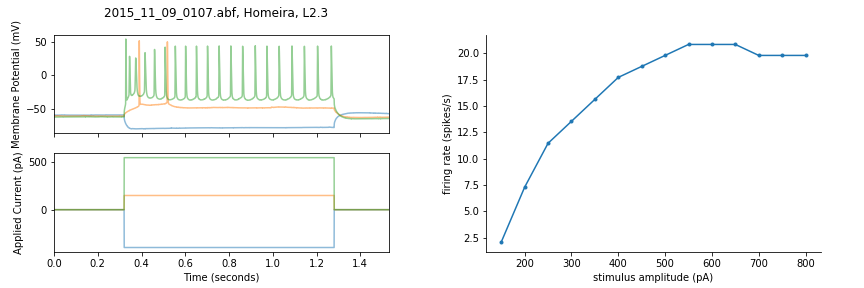 2015_11_09_0107.abf, Homeira, L2.3
Membrane Potential (mV)
50
0
−50
Applied Current (pA)
500
0
0.0 0.2 0.4 0.6 0.8 1.0 1.2 1.4
Time (seconds)
firing rate (spikes/s)
20.0
17.5
15.0
12.5
10.0
7.5
5.0
2.5
200 300 400 500 600 700 800
stimulus amplitude (pA)